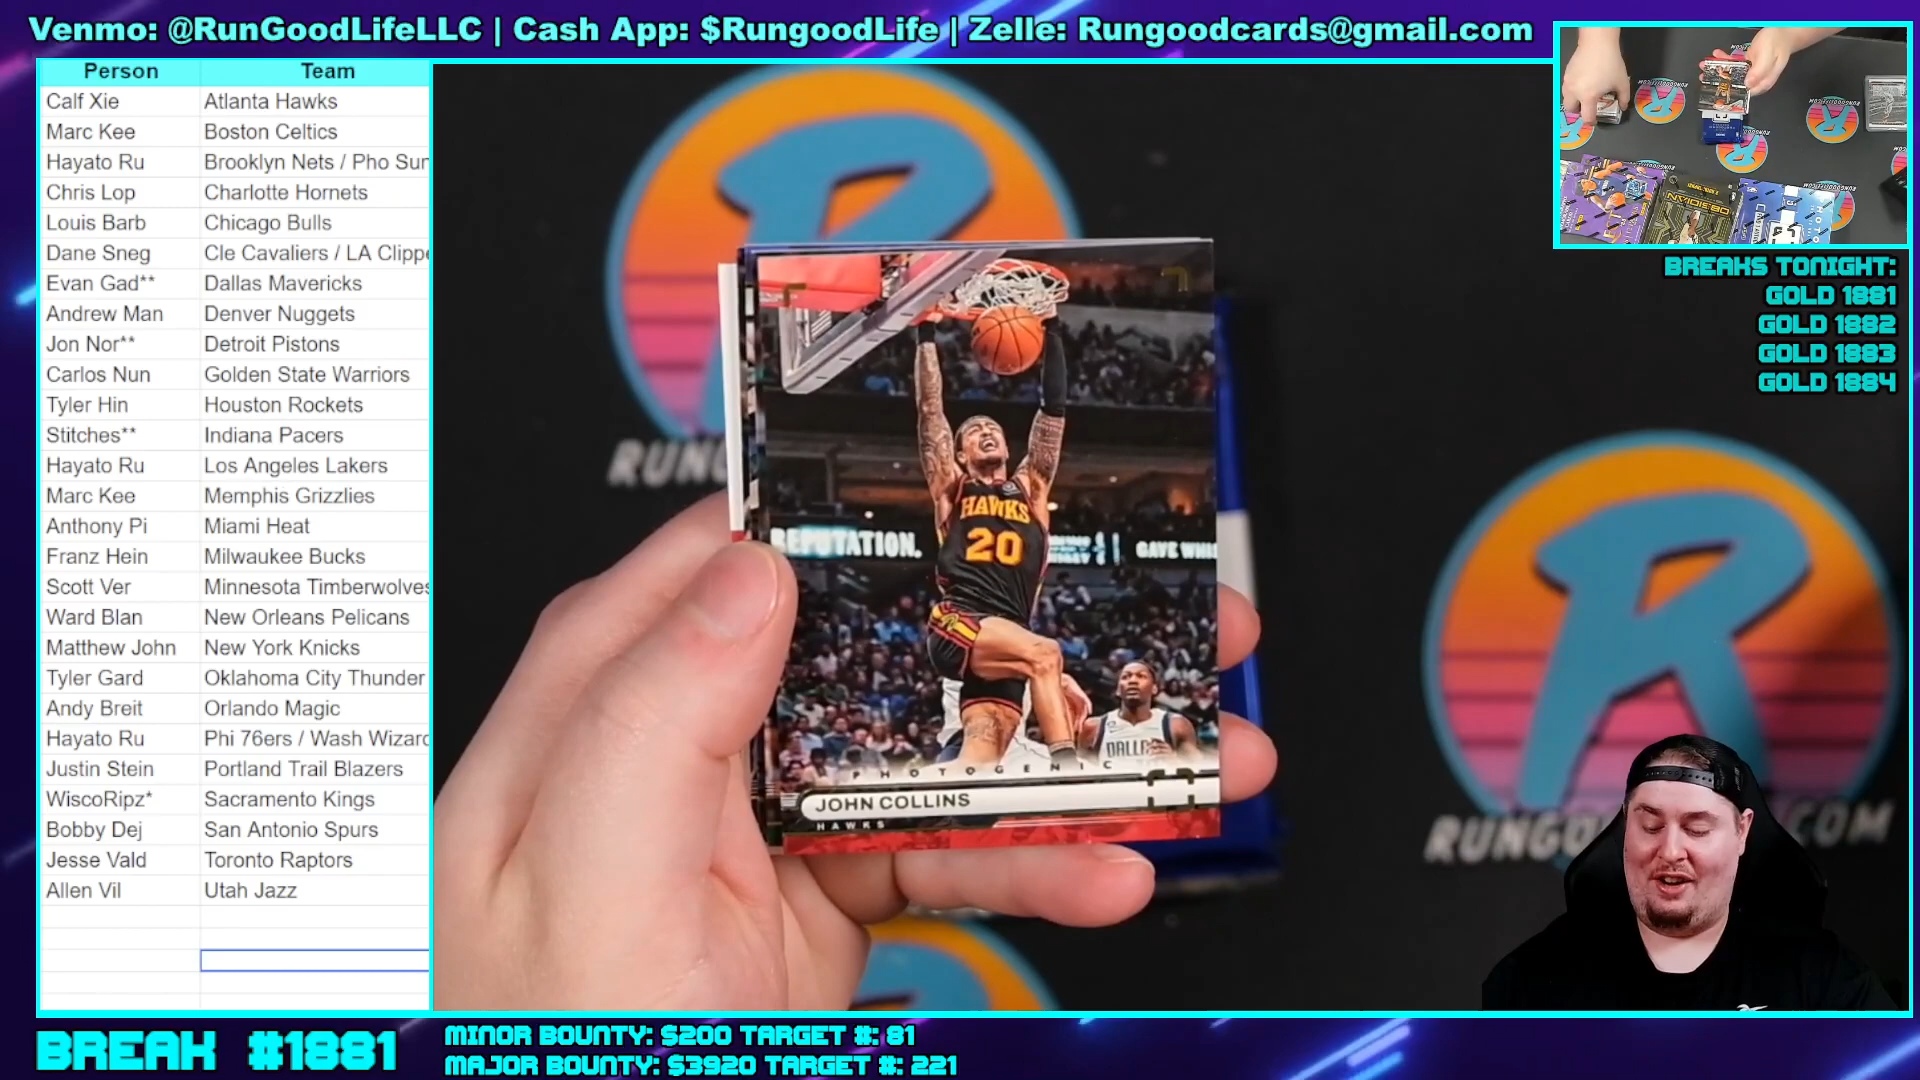 Venmo: @RunGoodLifeLLC | Cash App: $RungoodLife | Zelle: Rungoodcards@gmail.com
Person Team
Calf Xie Atlanta Hawks
Marc Kee Boston Celtics
Hayato Ru Brooklyn Nets / Pho Sun
Chris Lop Charlotte Hornets
Louis Barb Chicago Bulls
Dane Sneg Cle Cavaliers / LA Clippe
Evan Gad** Dallas Mavericks
Andrew Man Denver Nuggets
Jon Nor** Detroit Pistons
Carlos Nun Golden State Warriors
Tyler Hin Houston Rockets
Stitches** Indiana Pacers
Hayato Ru Los Angeles Lakers
Marc Kee Memphis Grizzlies
Anthony Pi Miami Heat
Franz Hein Milwaukee Bucks
Scott Ver Minnesota Timberwolves
Ward Blan New Orleans Pelicans
Matthew John New York Knicks
Tyler Gard Oklahoma City Thunder
Andy Breit Orlando Magic
Hayato Ru Phi 76ers / Wash Wizard
Justin Stein Portland Trail Blazers
WiscoRipz* Sacramento Kings
Bobby Dej San Antonio Spurs
Jesse Vald Toronto Raptors
Allen Vil Utah Jazz
RUNG
REPUTATION.
GAVE WHIS
HAWKS
20
DALLAS
PHOTOGENIC
JOHN COLLINS
HAWKS
OBSIDIAN
BREAKS TONIGHT:
GOLD 1881
GOLD 1882
GOLD 1883
GOLD 1884
RUNGO
COM
BREAK #1881
MINOR BOUNTY: $200 TARGET #: 81
MAJOR BOUNTY: $3920 TARGET #: 221